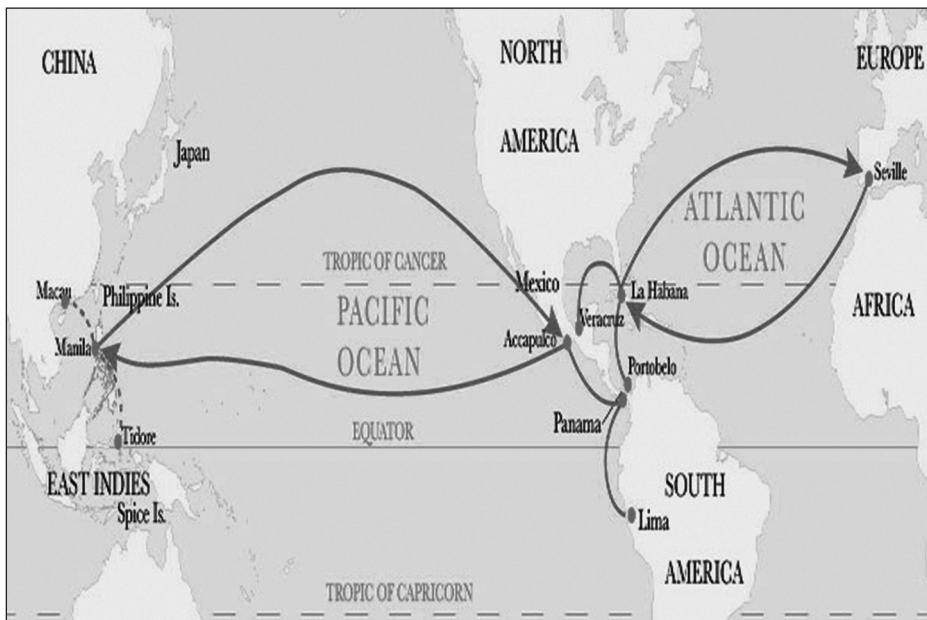 CHINA
NORTH
AMERICA
EUROPE
Japan
Seville
ATLANTIC
OCEAN
TROPIC OF CANCER
Mexico
Macau
Philippine Is.
La Habana
PACIFIC
OCEAN
AFRICA
Veracruz
Manila
Accapulco
Portobelo
Panama
EQUATOR
Tidore
EAST INDIES
Spice Is.
SOUTH
AMERICA
Lima
TROPIC OF CAPRICORN